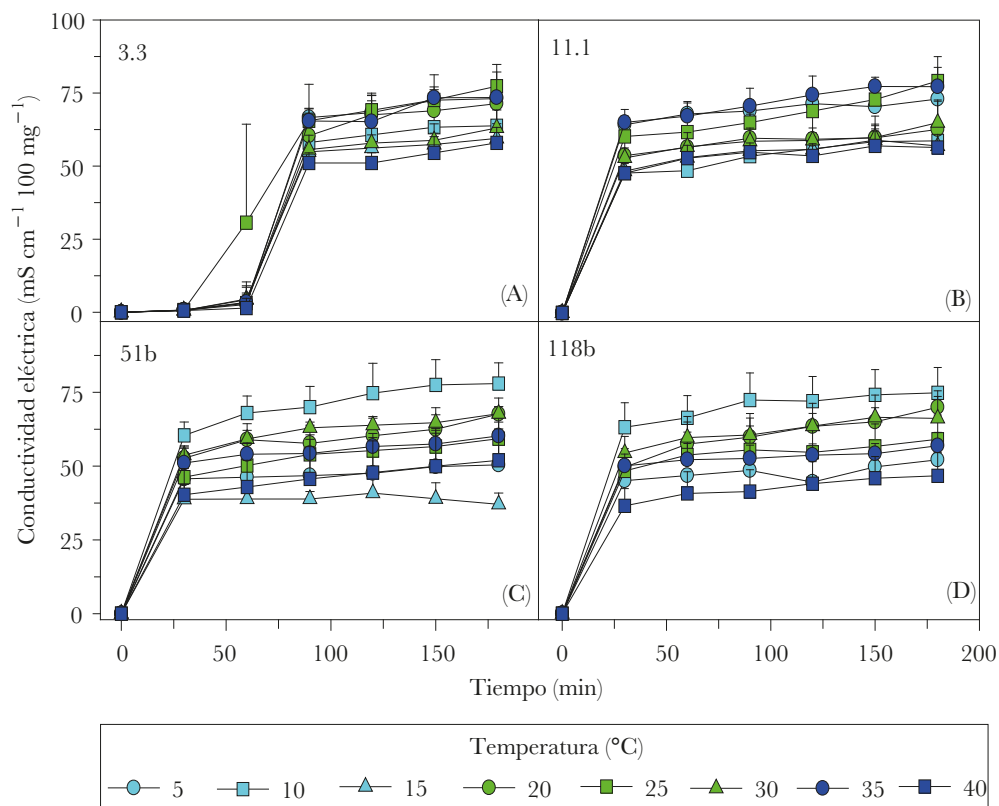 Conductividad eléctrica (mS cm⁻¹ 100 mg⁻¹)
100
75
50
25
0
3.3
(A)
11.1
(B)
75
50
25
0
51b
(C)
118b
(D)
0 50 100 150 0 50 100 150 200
Tiempo (min)
Temperatura (°C)
5 10 15 20 25 30 35 40